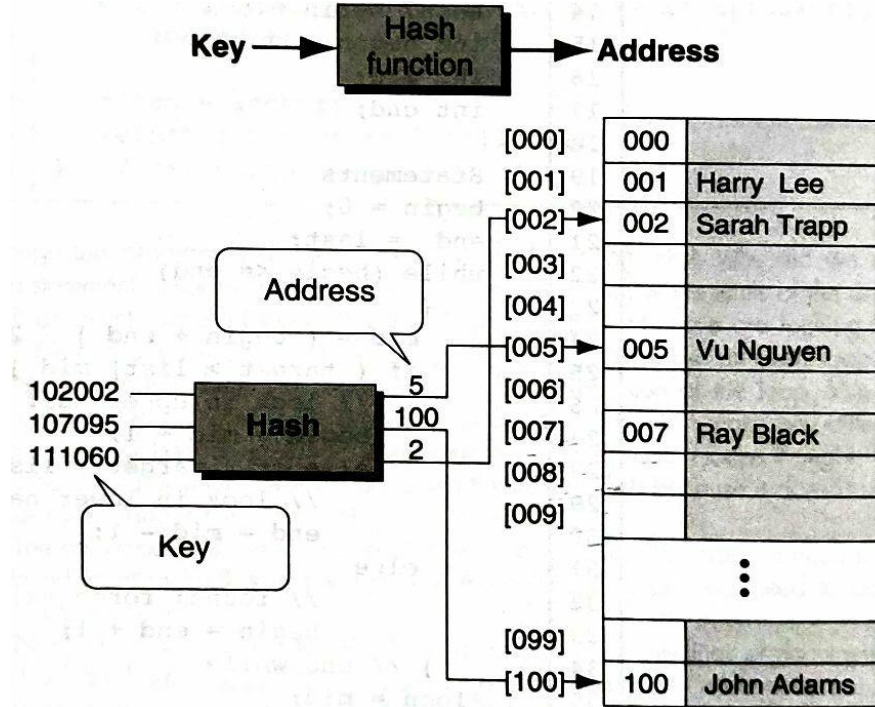 Key
Hash
function
Address
[000] 000
[001] 001 Harry Lee
[002] 002 Sarah Trapp
[003]
[004]
Address
[005] 005 Vu Nguyen
[006]
102002
107095
111060
Hash
5
100
2
[007] 007 Ray Black
[008]
[009]
Key
[099]
[100] 100 John Adams